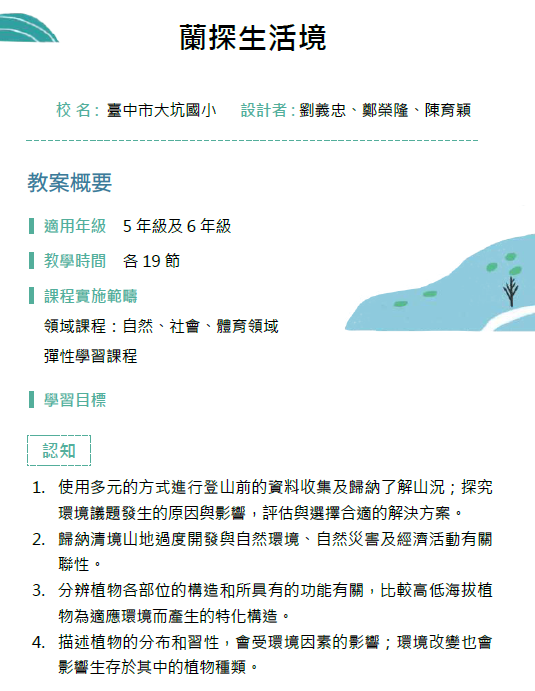 蘭探生活境
校 名： 臺中市大坑國小 設計者：劉義忠、鄭榮隆、陳育穎
教案概要
適用年級 5 年級及 6 年級
教學時間 各 19 節
課程實施範疇
領域課程：自然、社會、體育領域
彈性學習課程
學習目標
認知
1. 使用多元的方式進行登山前的資料收集及歸納了解山況；探究
環境議題發生的原因與影響，評估與選擇合適的解決方案。
2. 歸納清境山地過度開發與自然環境、自然災害及經濟活動有關
聯性。
3. 分辨植物各部位的構造和所具有的功能有關，比較高低海拔植
物為適應環境而產生的特化構造。
4. 描述植物的分布和習性，會受環境因素的影響；環境改變也會
影響生存於其中的植物種類。